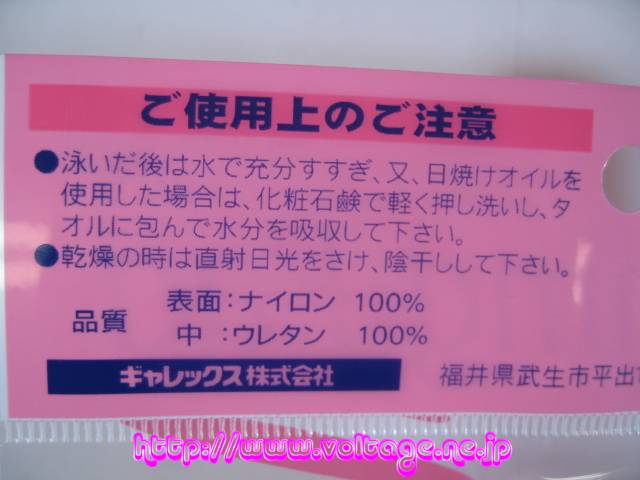 ご使用上のご注意
●泳いだ後は水で充分すすぎ、又、日焼けオイルを
使用した場合は、化粧石鹸で軽く押し洗いし、タ
オルに包んで水分を吸収して下さい。
●乾燥の時は直射日光をさけ、陰干しして下さい。
品質 表面:ナイロン 100%
中:ウレタン 100%
ギャレックス株式会社 福井県武生市平出
http://www.voltage.ne.jp